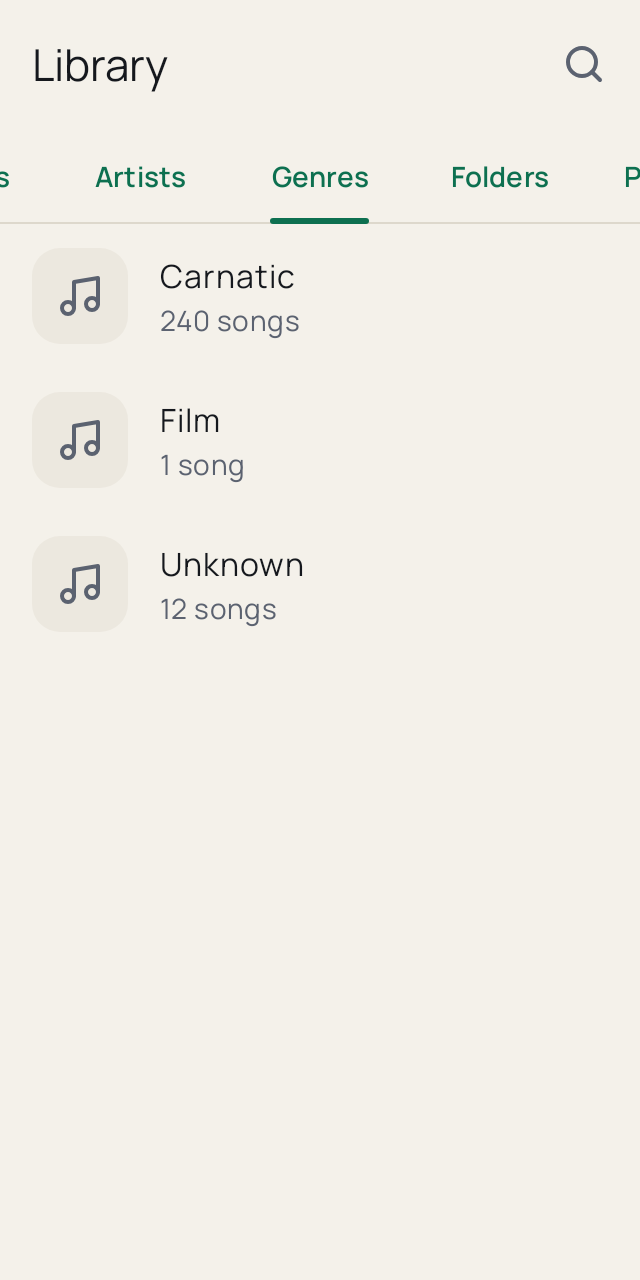 Library
s Artists Genres Folders P
Carnatic
240 songs
Film
1 song
Unknown
12 songs